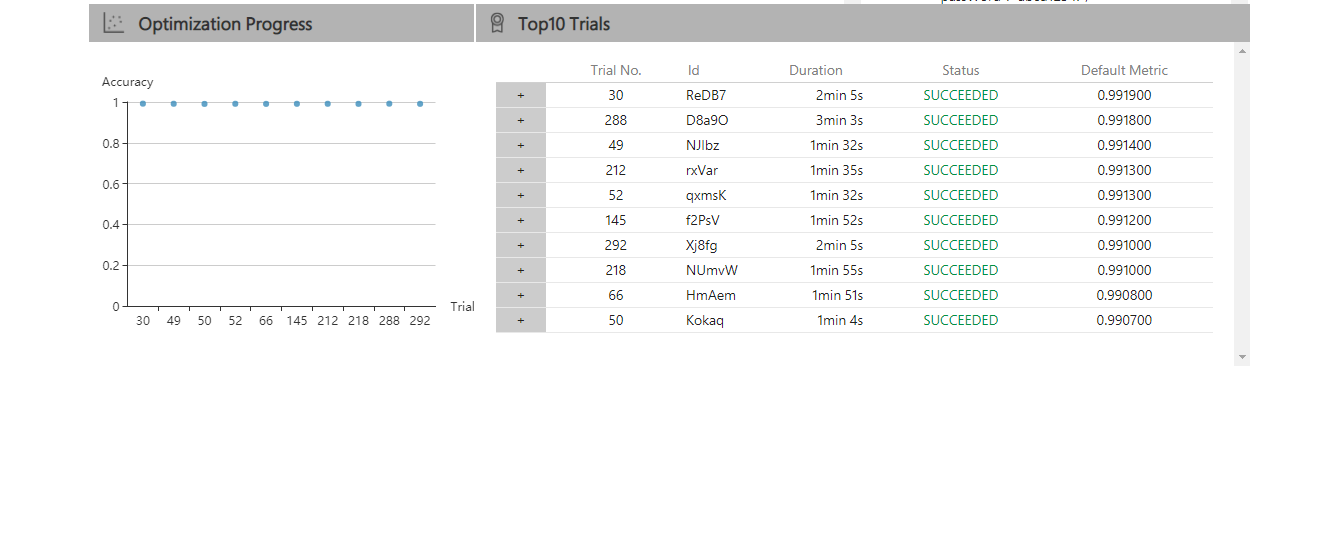 Optimization Progress
Top10 Trials
Accuracy
1
0.8
0.6
0.4
0.2
0
30 49 50 52 66 145 212 218 288 292
Trial
Trial No. Id Duration Status Default Metric
+ 30 ReDB7 2min 5s SUCCEEDED 0.991900
+ 288 D8a9O 3min 3s SUCCEEDED 0.991800
+ 49 NJlbz 1min 32s SUCCEEDED 0.991400
+ 212 rxVar 1min 35s SUCCEEDED 0.991300
+ 52 qxmsK 1min 32s SUCCEEDED 0.991300
+ 145 f2PsV 1min 52s SUCCEEDED 0.991200
+ 292 Xj8fg 2min 5s SUCCEEDED 0.991000
+ 218 NUmvW 1min 55s SUCCEEDED 0.991000
+ 66 HmAem 1min 51s SUCCEEDED 0.990800
+ 50 Kokaq 1min 4s SUCCEEDED 0.990700